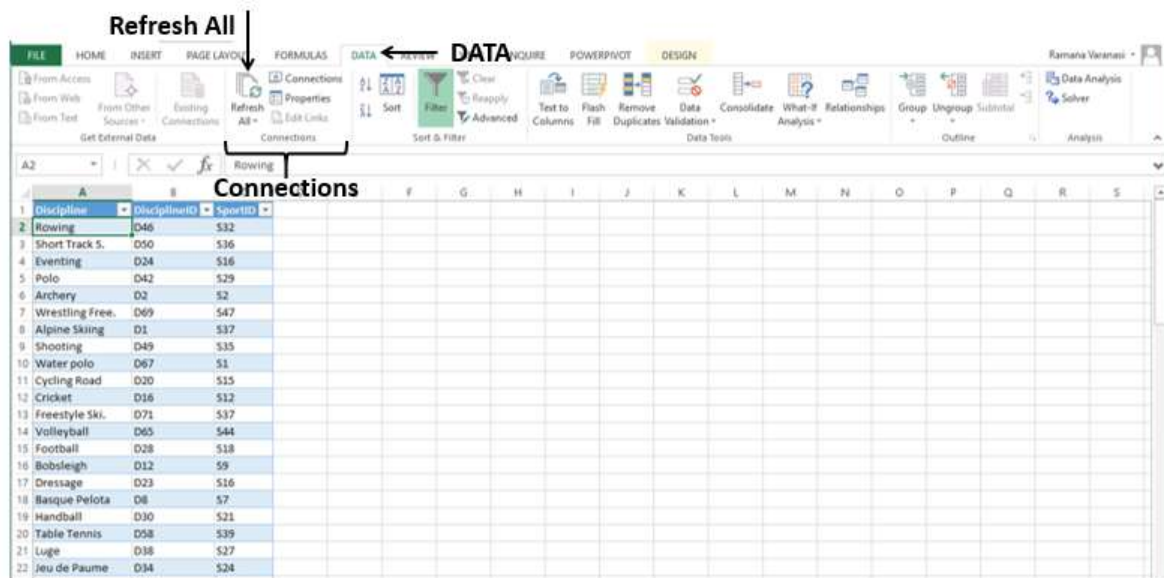 Refresh All
FILE HOME INSERT PAGE LAYOU FORMULAS DATA REVIEW DATA NQUIRE POWERPIVOT DESIGN Ramana Varanasi
From Access
From Web
From Text
From Other Sources
Existing Connections
Get External Data
Refresh All
Connections
Properties
Edit Links
Connections
Sort
Filter
Clear
Reapply
Advanced
Sort & Filter
Text to Columns
Flash Fill
Remove Duplicates
Data Validation
Consolidate
What-If Analysis
Relationships
Data Tools
Group
Ungroup
Subtotal
Outline
Data Analysis
Solver
Analysis
A2 fx Rowing
Connections
A B F G H I J K L M N O P Q R S
1 Discipline DisciplineID SportID
2 Rowing D46 S32
3 Short Track S. D50 S36
4 Eventing D24 S16
5 Polo D42 S29
6 Archery D2 S2
7 Wrestling Free. D69 S47
8 Alpine Skiing D1 S37
9 Shooting D49 S35
10 Water polo D67 S1
11 Cycling Road D20 S15
12 Cricket D16 S12
13 Freestyle Ski. D71 S37
14 Volleyball D65 S44
15 Football D28 S18
16 Bobsleigh D12 S9
17 Dressage D23 S16
18 Basque Pelota D8 S7
19 Handball D30 S21
20 Table Tennis D58 S39
21 Luge D38 S27
22 Jeu de Paume D34 S24